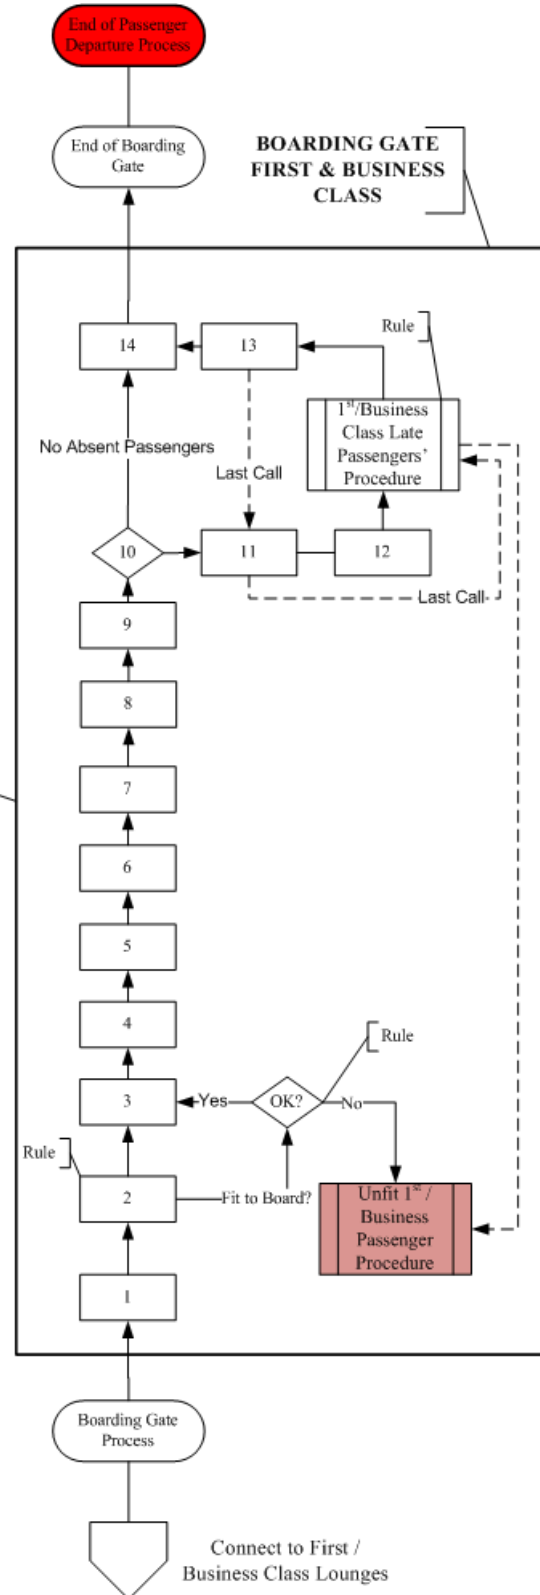 End of Passenger
Departure Process
End of Boarding
Gate
BOARDING GATE
FIRST & BUSINESS
CLASS
Rule
14
13
1st/Business
Class Late
Passengers’
Procedure
No Absent Passengers
Last Call
10
11
12
Last Call
9
8
7
6
5
4
Rule
3
Yes
OK?
No
Rule
2
Fit to Board?
Unfit 1st /
Business
Passenger
Procedure
1
Boarding Gate
Process
Connect to First /
Business Class Lounges